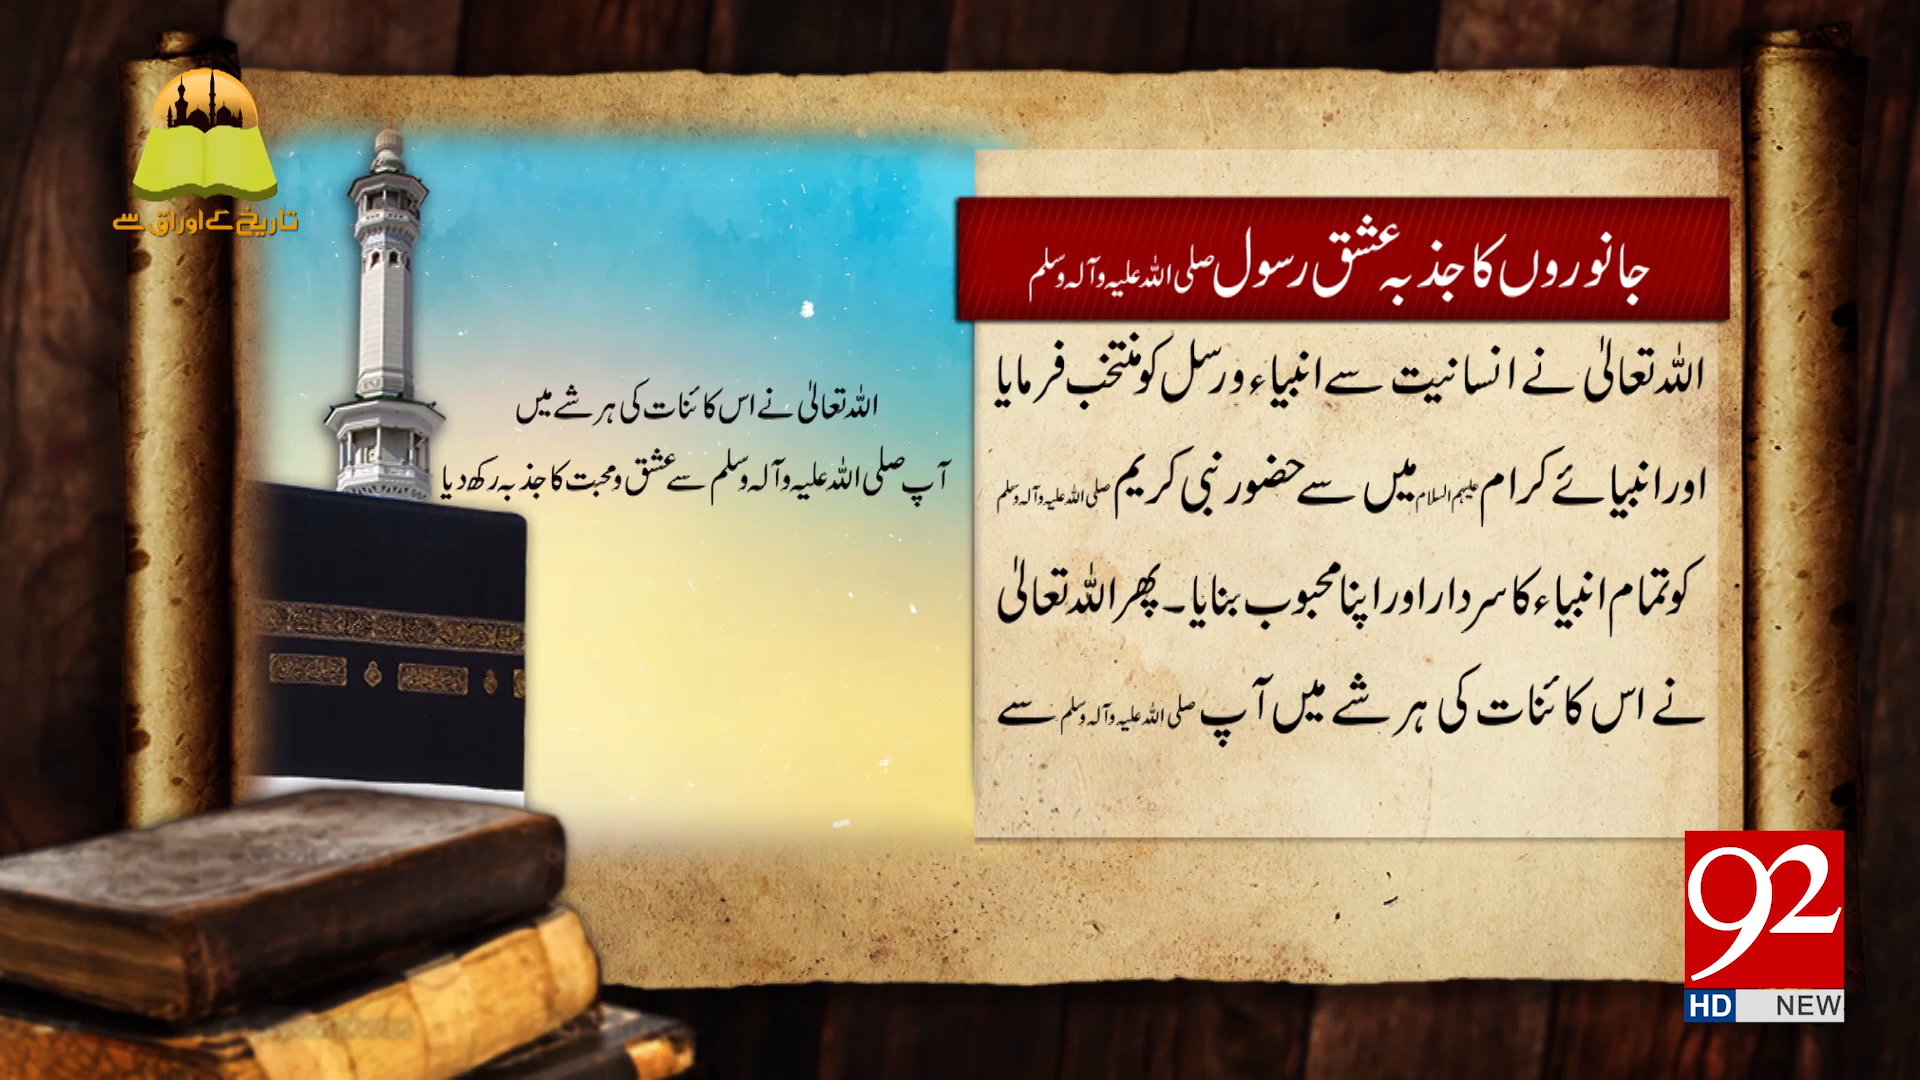 تاریخ کے اوراق سے
جانوروں کا جذبہ عشق رسول صلی اللہ علیہ وآلہ وسلم
اللہ تعالیٰ نے انسانیت سے انبیاء ورسل کو منتخب فرمایا
اور انبیائے کرام علیہم السلام میں سے حضور نبی کریم صلی اللہ علیہ وآلہ وسلم
کو تمام انبیاء کا سردار اور اپنا محبوب بنایا۔ پھر اللہ تعالیٰ
نے اس کائنات کی ہر شے میں آپ صلی اللہ علیہ وآلہ وسلم سے
اللہ تعالیٰ نے اس کائنات کی ہر شے میں
آپ صلی اللہ علیہ وآلہ وسلم سے عشق و محبت کا جذبہ رکھ دیا
92
HD NEW